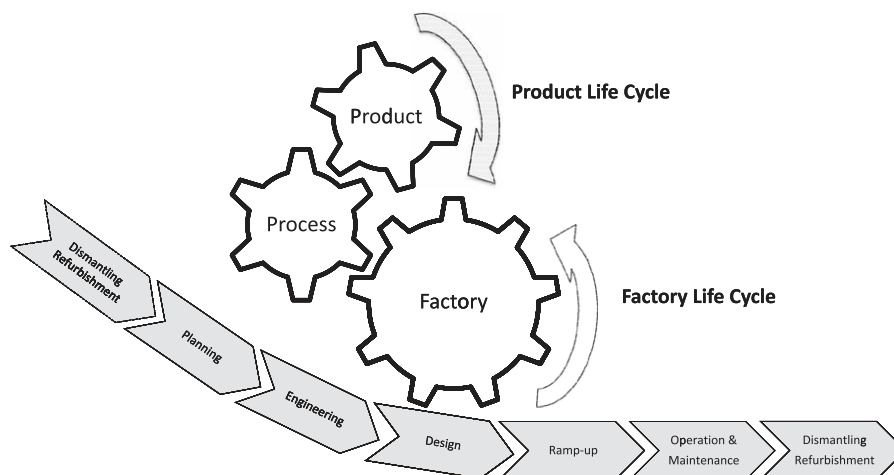 Product
Product Life Cycle
Process
Factory
Factory Life Cycle
Dismantling
Refurbishment
Planning
Engineering
Design
Ramp-up
Operation &
Maintenance
Dismantling
Refurbishment